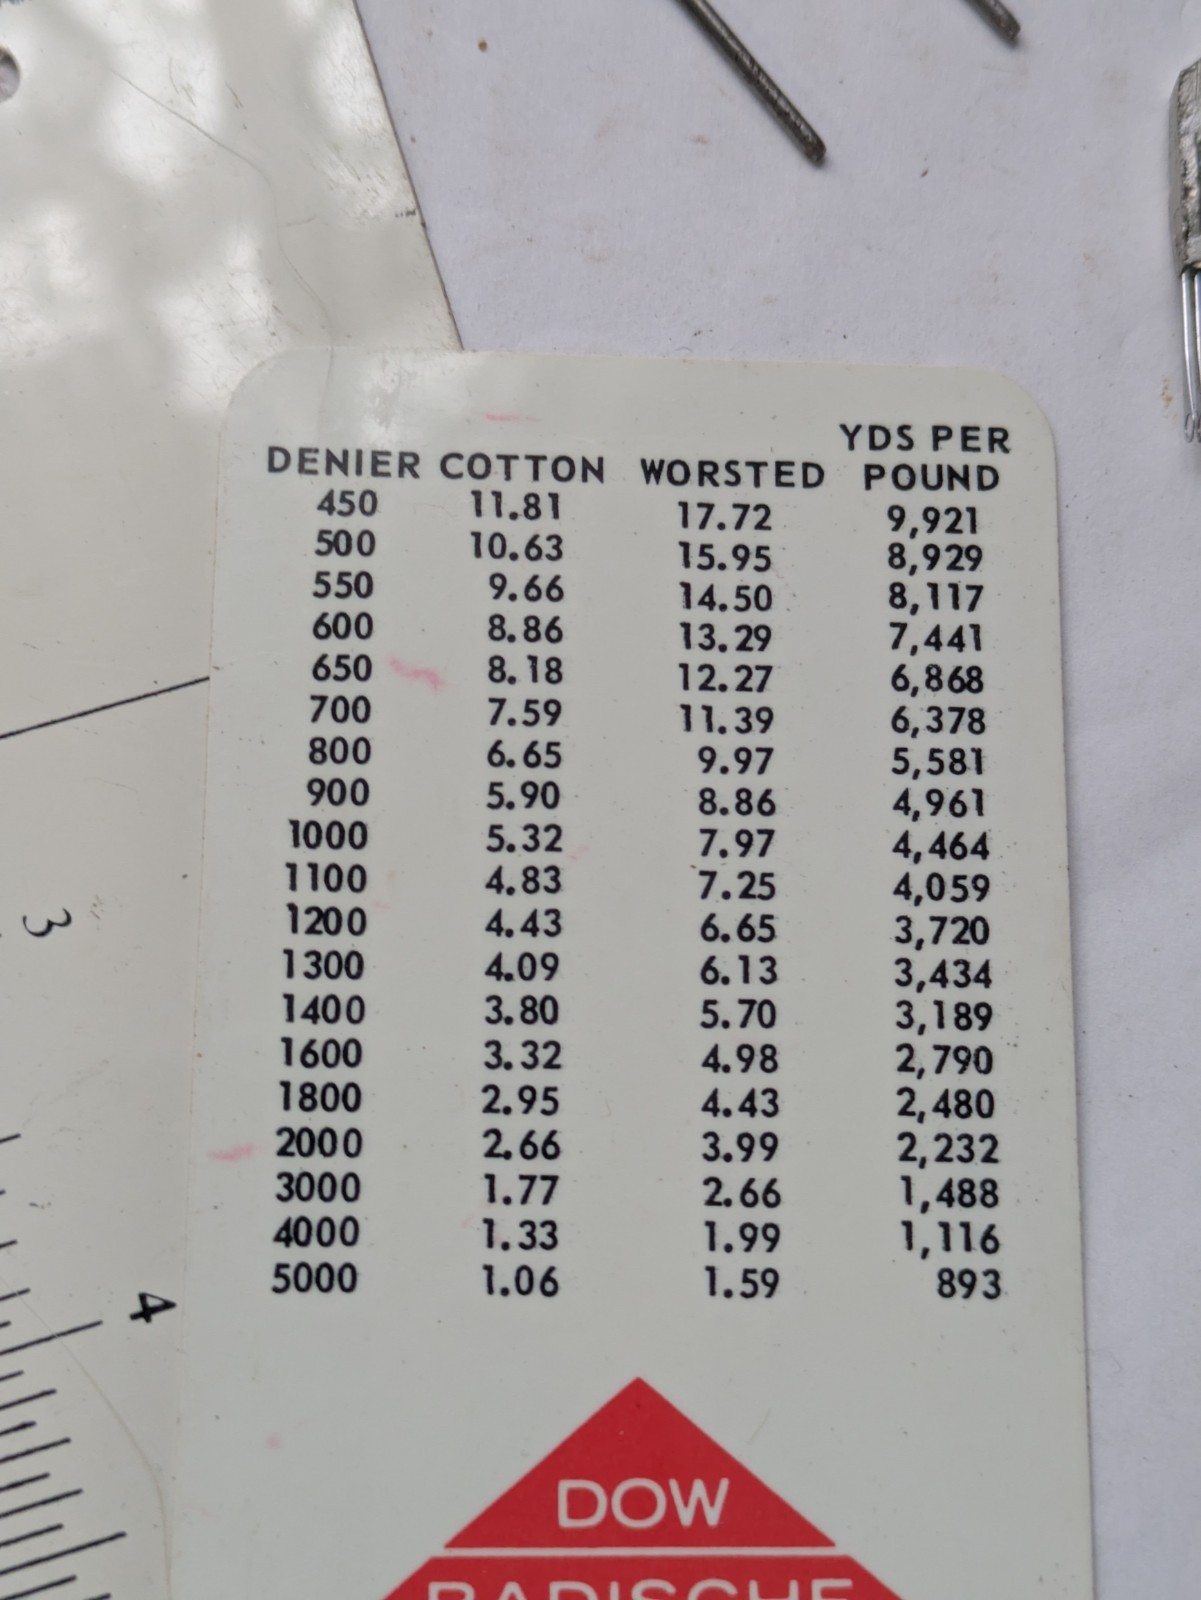 YDS PER
DENIER COTTON WORSTED POUND
450 11.81 17.72 9,921
500 10.63 15.95 8,929
550 9.66 14.50 8,117
600 8.86 13.29 7,441
650 8.18 12.27 6,868
700 7.59 11.39 6,378
800 6.65 9.97 5,581
900 5.90 8.86 4,961
1000 5.32 7.97 4,464
1100 4.83 7.25 4,059
1200 4.43 6.65 3,720
1300 4.09 6.13 3,434
1400 3.80 5.70 3,189
1600 3.32 4.98 2,790
1800 2.95 4.43 2,480
2000 2.66 3.99 2,232
3000 1.77 2.66 1,488
4000 1.33 1.99 1,116
5000 1.06 1.59 893
DOW
BADISCHE
3
4